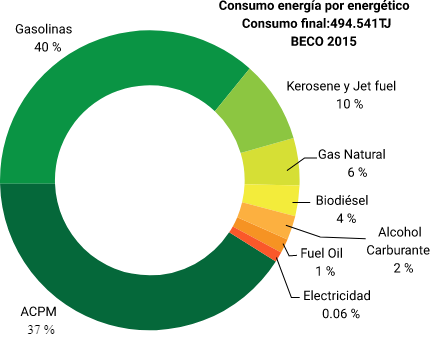 Consumo energía por energético
Consumo final:494.541TJ
BECO 2015
Gasolinas
40 %
Kerosene y Jet fuel
10 %
Gas Natural
6 %
Biodiésel
4 %
Alcohol
Carburante
2 %
Fuel Oil
1 %
Electricidad
0.06 %
ACPM
37 %